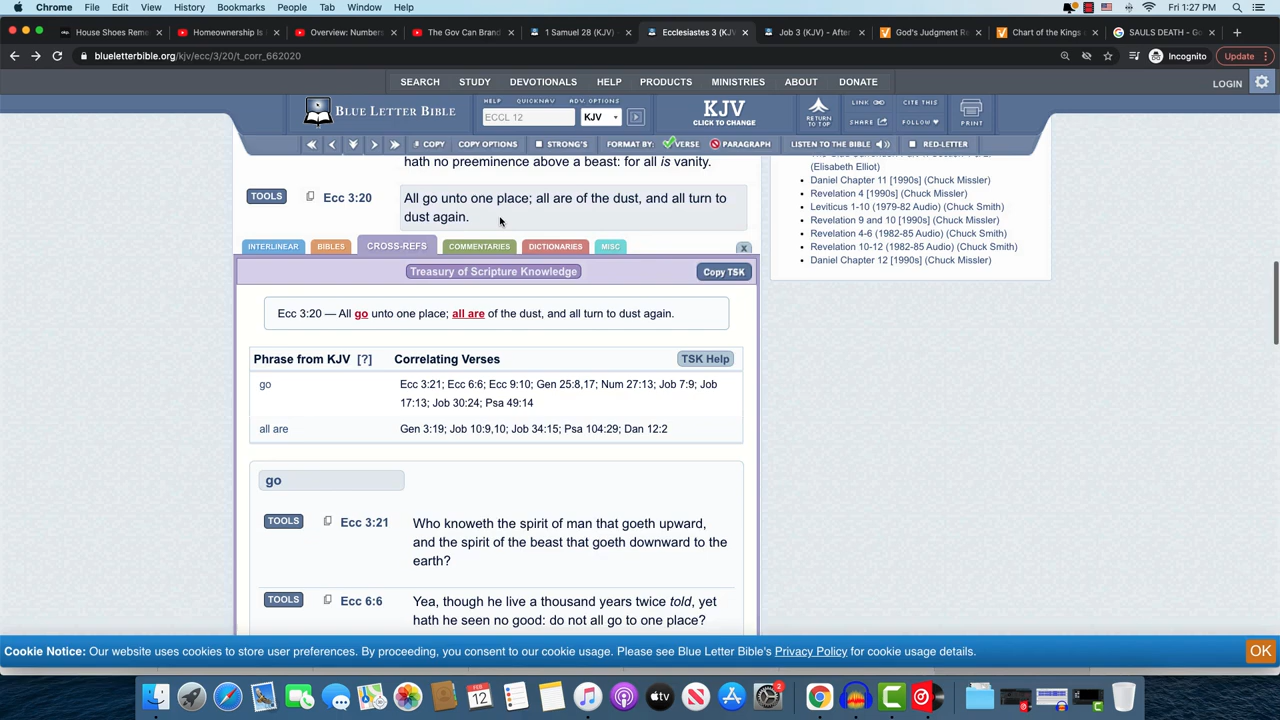 Chrome File Edit View History Bookmarks People Tab Window Help Fri 1:27 PM
House Shoes Rem Homeownership Is Overview: Numbers The Gov Can Brand 1 Samuel 28 (KJV) Ecclesiastes 3 (KJV Job 3 (KJV) - After God's Judgment R Chart of the Kings SAULS DEATH - Go
blueletterbible.org/kjv/ecc/3/20/t_corr_662020 Incognito Update
SEARCH STUDY DEVOTIONALS HELP PRODUCTS MINISTRIES ABOUT DONATE LOGIN
HELP QUICKNAV ADV. OPTIONS
BLUE LETTER BIBLE ECCL 12 KJV
KJV
CLICK TO CHANGE
RETURN TO TOP
LINK CITE THIS
SHARE FOLLOW PRINT
COPY COPY OPTIONS STRONG'S FORMAT BY: VERSE PARAGRAPH LISTEN TO THE BIBLE RED-LETTER
hath no preeminence above a beast: for all is vanity.
TOOLS Ecc 3:20 All go unto one place; all are of the dust, and all turn to
dust again.
INTERLINEAR BIBLES CROSS-REFS COMMENTARIES DICTIONARIES MISC x
Treasury of Scripture Knowledge Copy TSK
Ecc 3:20 — All go unto one place; all are of the dust, and all turn to dust again.
Phrase from KJV [?] Correlating Verses TSK Help
go Ecc 3:21; Ecc 6:6; Ecc 9:10; Gen 25:8,17; Num 27:13; Job 7:9; Job
17:13; Job 30:24; Psa 49:14
all are Gen 3:19; Job 10:9,10; Job 34:15; Psa 104:29; Dan 12:2
go
TOOLS Ecc 3:21 Who knoweth the spirit of man that goeth upward,
and the spirit of the beast that goeth downward to the
earth?
TOOLS Ecc 6:6 Yea, though he live a thousand years twice told, yet
hath he seen no good: do not all go to one place?
(Elisabeth Elliot)
Daniel Chapter 11 [1990s] (Chuck Missler)
Revelation 4 [1990s] (Chuck Missler)
Leviticus 1-10 (1979-82 Audio) (Chuck Smith)
Revelation 9 and 10 [1990s] (Chuck Missler)
Revelation 4-6 (1982-85 Audio) (Chuck Smith)
Revelation 10-12 (1982-85 Audio) (Chuck Smith)
Daniel Chapter 12 [1990s] (Chuck Missler)
Cookie Notice: Our website uses cookies to store user preferences. By proceeding, you consent to our cookie usage. Please see Blue Letter Bible's Privacy Policy for cookie usage details. OK
FEB
12
tv
2